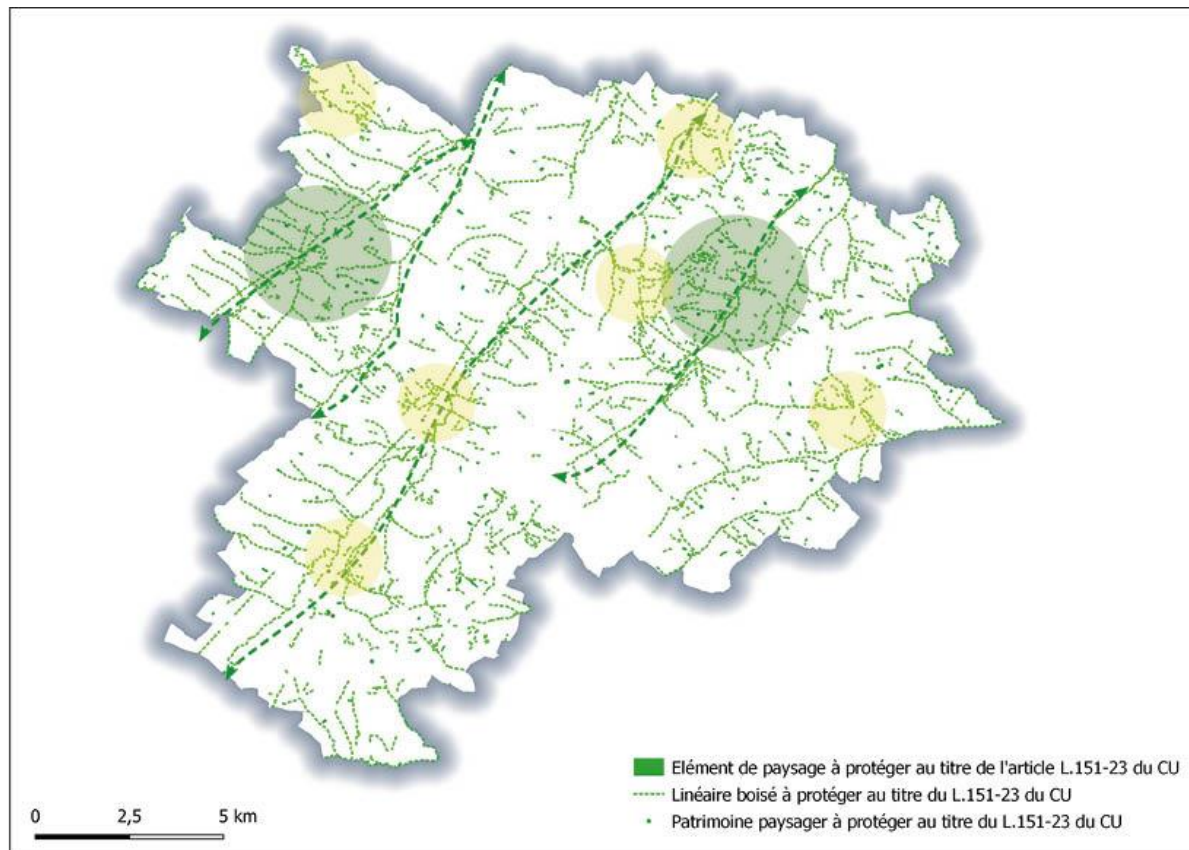 Elément de paysage à protéger au titre de l'article L.151-23 du CU
Linéaire boisé à protéger au titre du L.151-23 du CU
Patrimoine paysager à protéger au titre du L.151-23 du CU
0 2,5 5 km